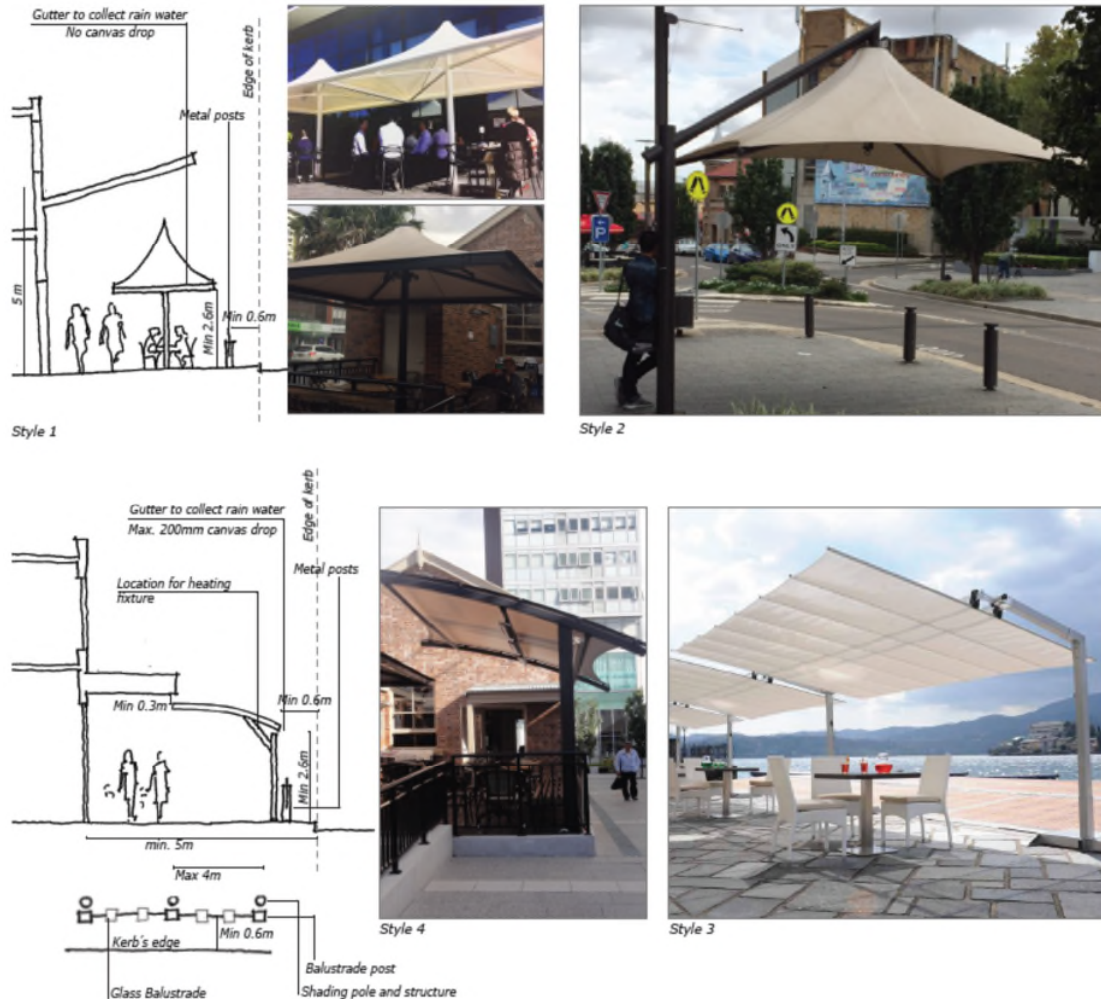 Gutter to collect rain water
No canvas drop
Edge of kerb
Metal posts
5 m
Min 2.6m
Min 0.6m
Style 1
P
ONLY
Style 2
Gutter to collect rain water
Max. 200mm canvas drop
Edge of kerb
Metal posts
Location for heating
fixture
Min 0.3m
Min 0.6m
Min 2.6m
min. 5m
Max 4m
Kerb's edge
Min 0.6m
Balustrade post
Glass Balustrade
Shading pole and structure
Style 4
Style 3